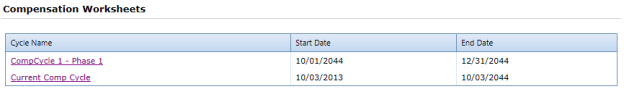 Compensation Worksheets
Cycle Name Start Date End Date
CompCycle 1 - Phase 1 10/01/2044 12/31/2044
Current Comp Cycle 10/03/2013 10/03/2044